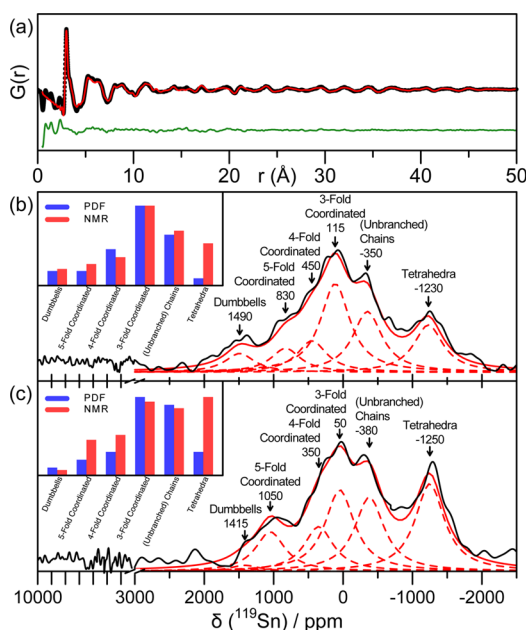 (a)
G(r)
0 10 20 30 40 50
r (Å)
(b)
PDF
NMR
Dumbbells
5-Fold Coordinated
4-Fold Coordinated
3-Fold Coordinated
(Unbranched) Chains
Tetrahedra
Dumbbells
1490
5-Fold
Coordinated
830
4-Fold
Coordinated
450
3-Fold
Coordinated
115
(Unbranched)
Chains
-350
Tetrahedra
-1230
(c)
PDF
NMR
Dumbbells
5-Fold Coordinated
4-Fold Coordinated
3-Fold Coordinated
(Unbranched) Chains
Tetrahedra
Dumbbells
1415
5-Fold
Coordinated
1050
4-Fold
Coordinated
350
3-Fold
Coordinated
50
(Unbranched)
Chains
-380
Tetrahedra
-1250
10000 3000 2000 1000 0 -1000 -2000
δ (¹¹⁹Sn) / ppm